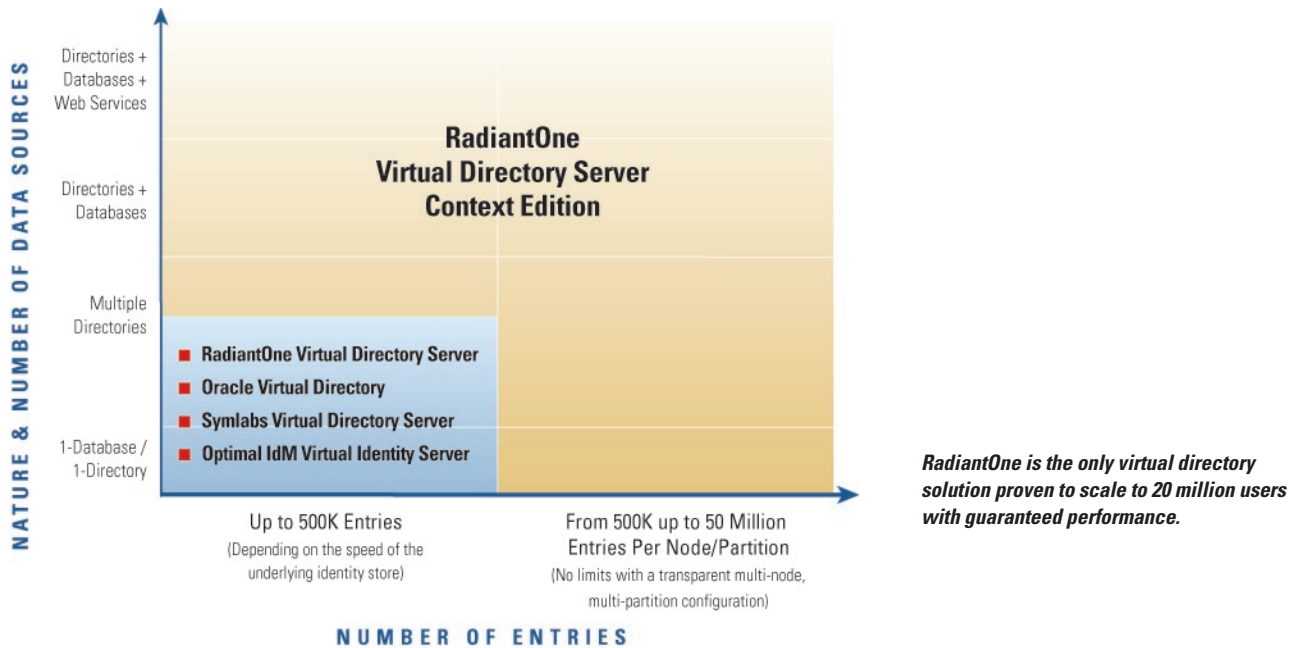 NATURE & NUMBER OF DATA SOURCES
Directories +
Databases +
Web Services
Directories +
Databases
Multiple
Directories
1-Database /
1-Directory
RadiantOne
Virtual Directory Server
Context Edition
RadiantOne Virtual Directory Server
Oracle Virtual Directory
Symlabs Virtual Directory Server
Optimal IdM Virtual Identity Server
Up to 500K Entries
(Depending on the speed of the
underlying identity store)
From 500K up to 50 Million
Entries Per Node/Partition
(No limits with a transparent multi-node,
multi-partition configuration)
NUMBER OF ENTRIES
RadiantOne is the only virtual directory
solution proven to scale to 20 million users
with guaranteed performance.